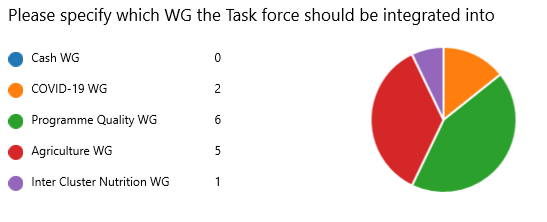 Please specify which WG the Task force should be integrated into
Cash WG 0
COVID-19 WG 2
Programme Quality WG 6
Agriculture WG 5
Inter Cluster Nutrition WG 1